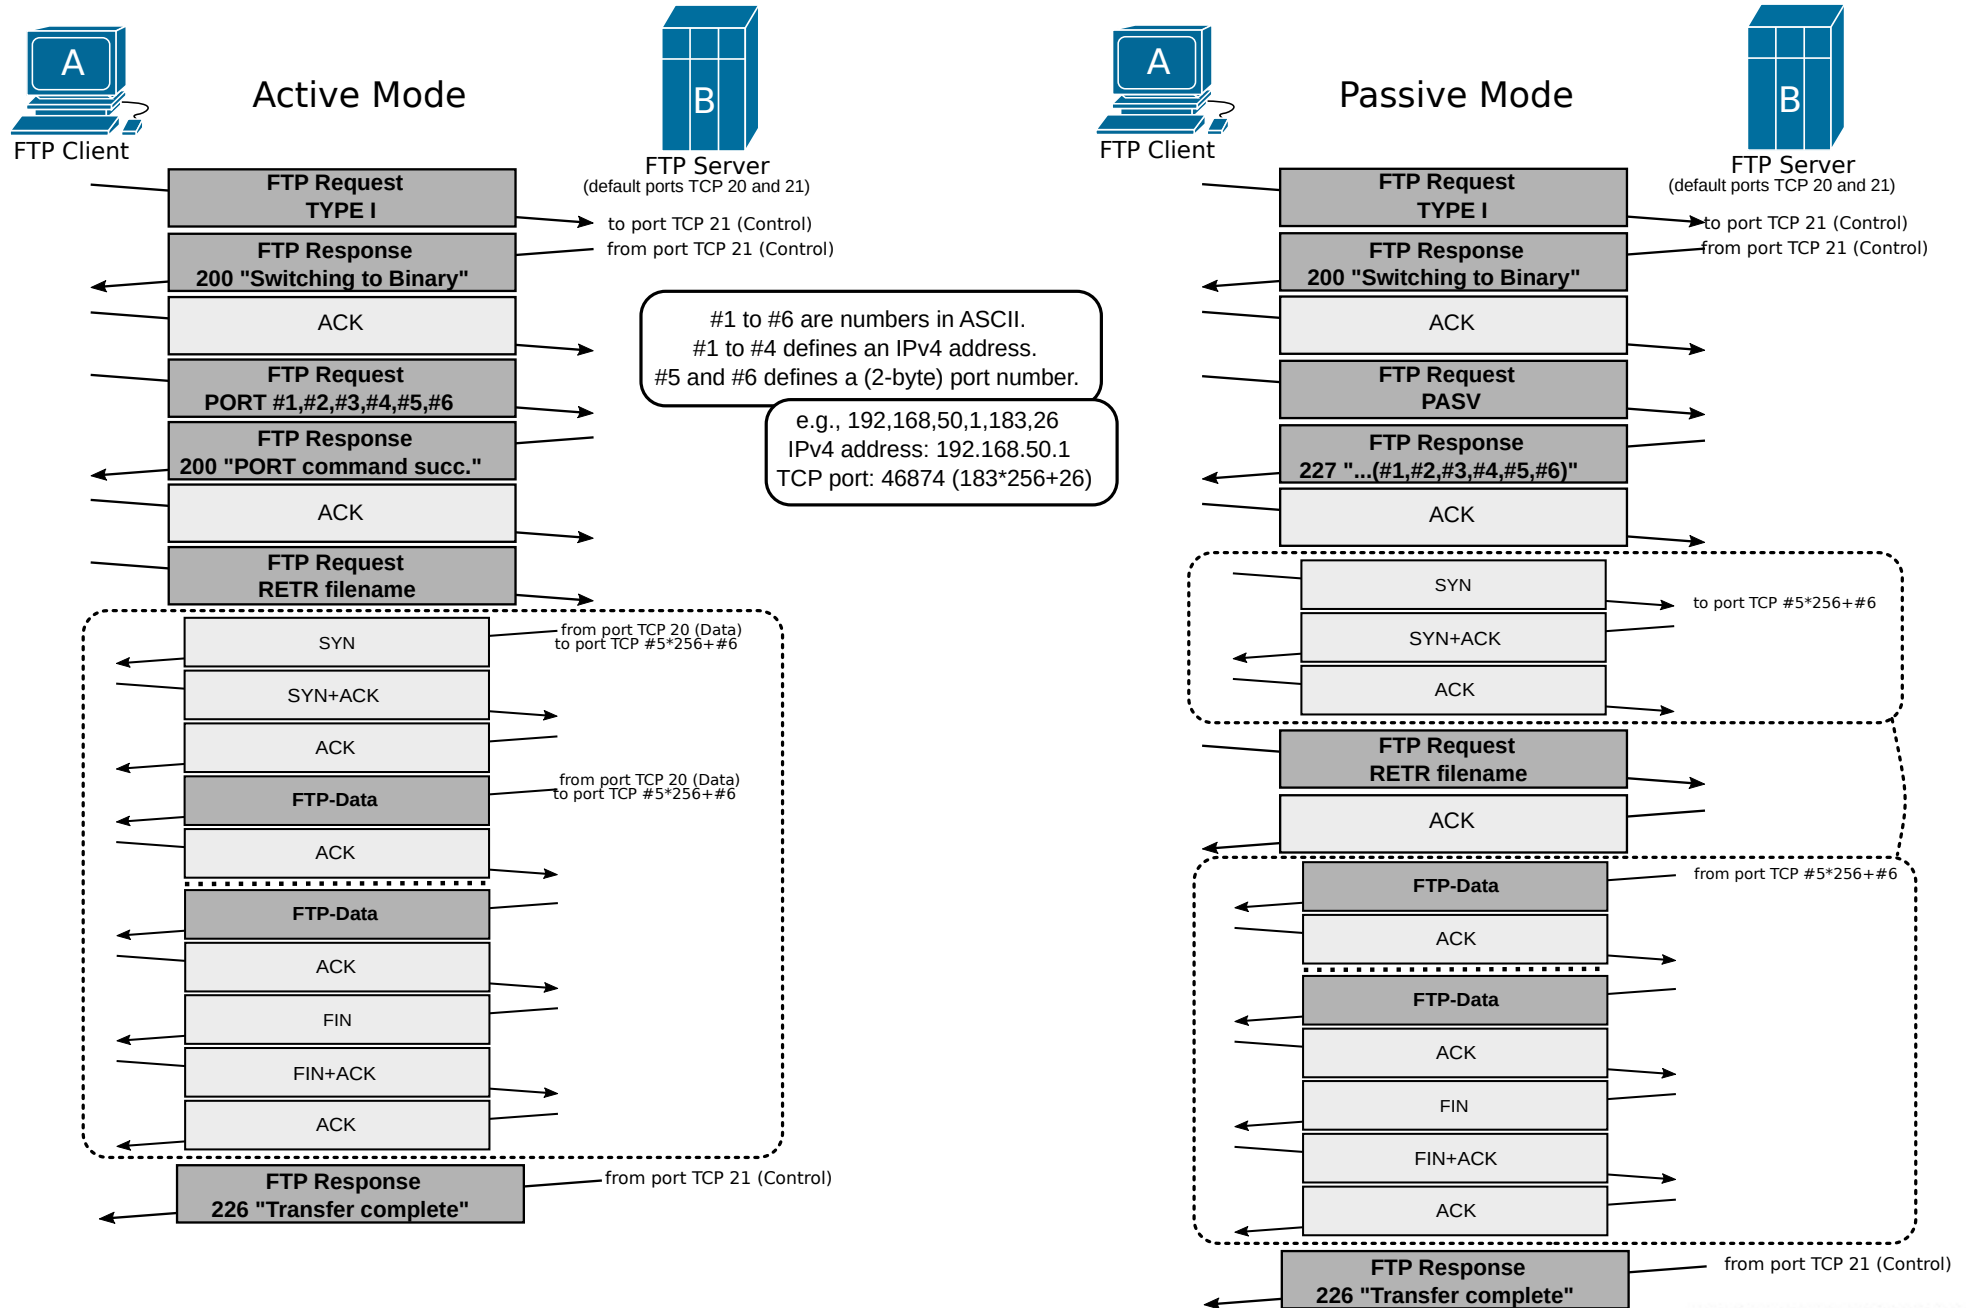 A
Active Mode
B
FTP Client
FTP Server
(default ports TCP 20 and 21)
FTP Request
TYPE I
to port TCP 21 (Control)
FTP Response
200 "Switching to Binary"
from port TCP 21 (Control)
ACK
FTP Request
PORT #1,#2,#3,#4,#5,#6
FTP Response
200 "PORT command succ."
ACK
FTP Request
RETR filename
SYN
from port TCP 20 (Data)
to port TCP #5*256+#6
SYN+ACK
ACK
FTP-Data
from port TCP 20 (Data)
to port TCP #5*256+#6
ACK
FTP-Data
ACK
FIN
FIN+ACK
ACK
FTP Response
226 "Transfer complete"
from port TCP 21 (Control)
#1 to #6 are numbers in ASCII.
#1 to #4 defines an IPv4 address.
#5 and #6 defines a (2-byte) port number.
e.g., 192,168,50,1,183,26
IPv4 address: 192.168.50.1
TCP port: 46874 (183*256+26)
A
Passive Mode
B
FTP Client
FTP Server
(default ports TCP 20 and 21)
FTP Request
TYPE I
to port TCP 21 (Control)
FTP Response
200 "Switching to Binary"
from port TCP 21 (Control)
ACK
FTP Request
PASV
FTP Response
227 "...(#1,#2,#3,#4,#5,#6)"
ACK
SYN
to port TCP #5*256+#6
SYN+ACK
ACK
FTP Request
RETR filename
ACK
FTP-Data
from port TCP #5*256+#6
ACK
FTP-Data
ACK
FIN
FIN+ACK
ACK
FTP Response
226 "Transfer complete"
from port TCP 21 (Control)